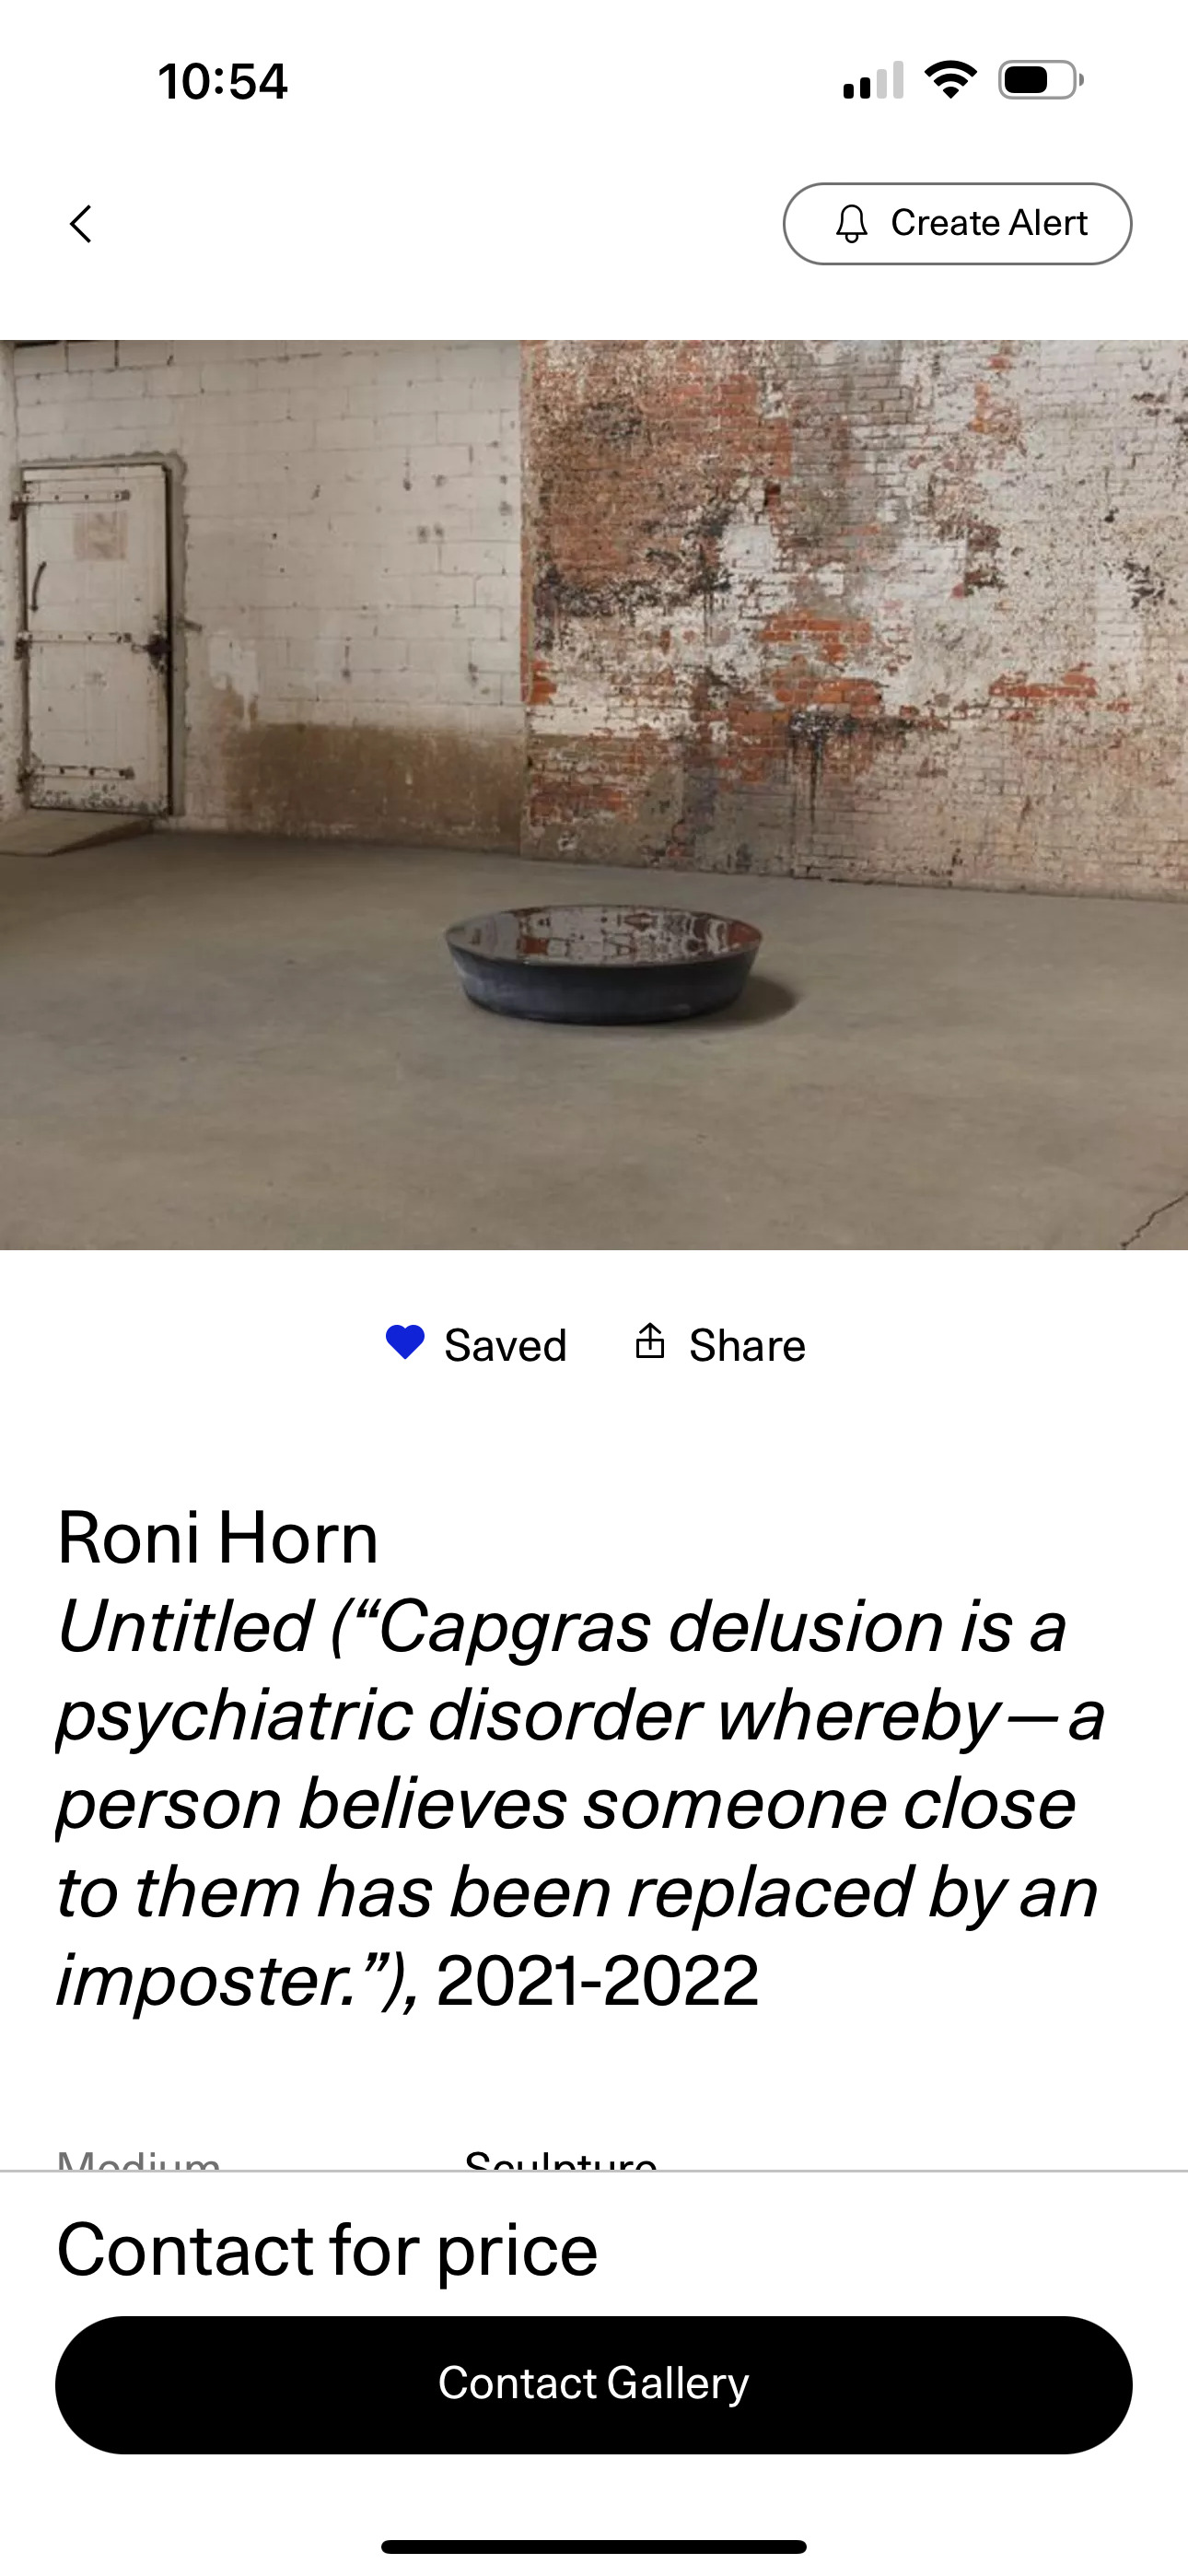 10:54
Create Alert
Saved
Share
Roni Horn
Untitled (“Capgras delusion is a
psychiatric disorder whereby—a
person believes someone close
to them has been replaced by an
imposter.”), 2021-2022
Medium
Sculpture
Contact for price
Contact Gallery